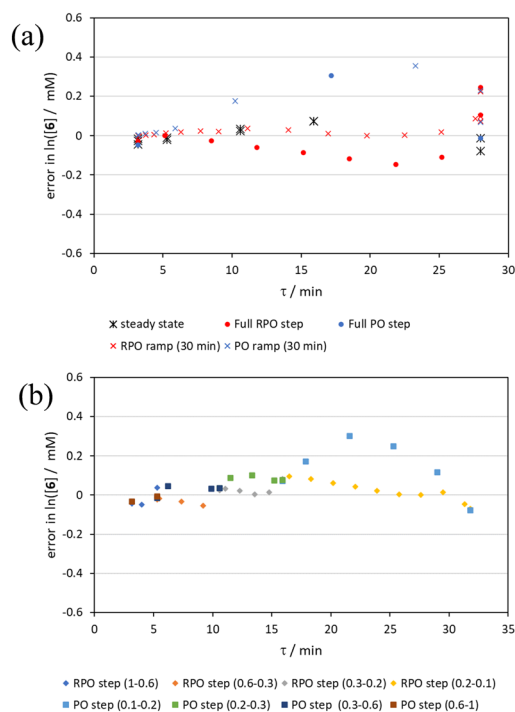 (a)
0.6
0.4
0.2
0
-0.2
-0.4
-0.6
error in ln([6] / mM)
0 5 10 15 20 25 30
τ / min
steady state Full RPO step Full PO step
RPO ramp (30 min) PO ramp (30 min)
(b)
0.6
0.4
0.2
0
-0.2
-0.4
-0.6
error in ln([6] / mM)
0 5 10 15 20 25 30 35
τ / min
RPO step (1-0.6) RPO step (0.6-0.3) RPO step (0.3-0.2) RPO step (0.2-0.1)
PO step (0.1-0.2) PO step (0.2-0.3) PO step (0.3-0.6) PO step (0.6-1)